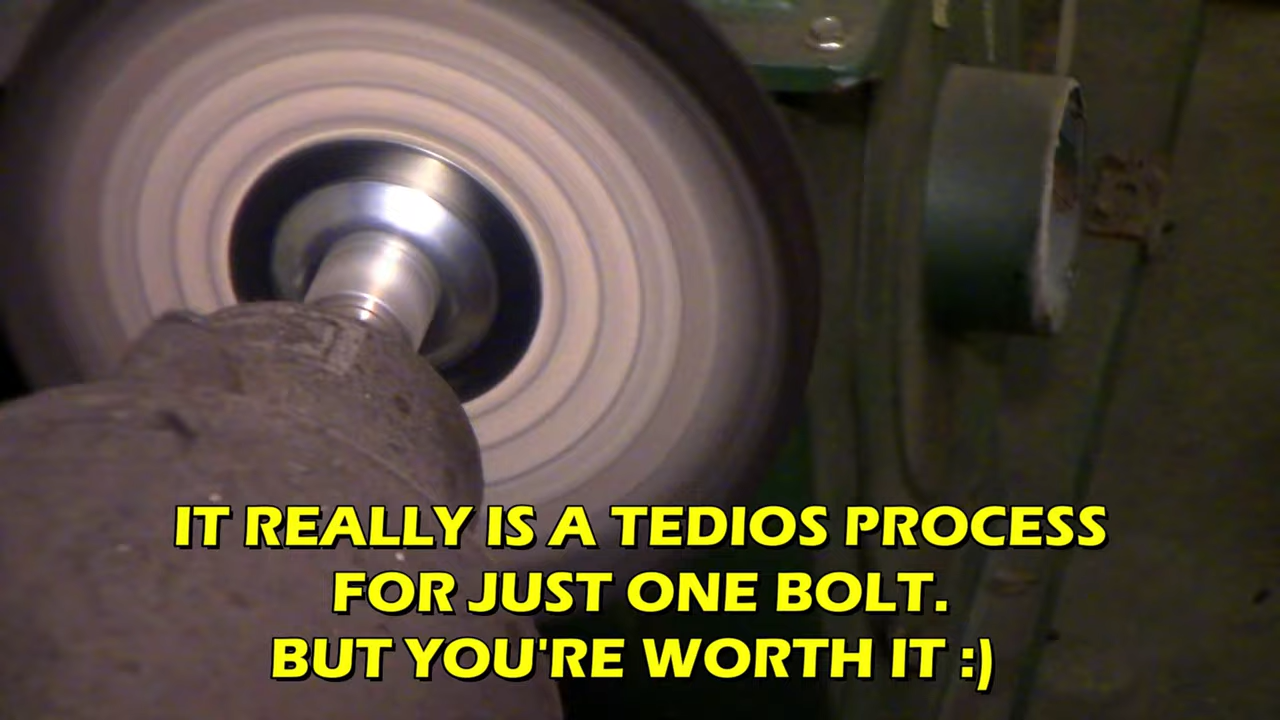 IT REALLY IS A TEDIOS PROCESS
FOR JUST ONE BOLT.
BUT YOU'RE WORTH IT :)